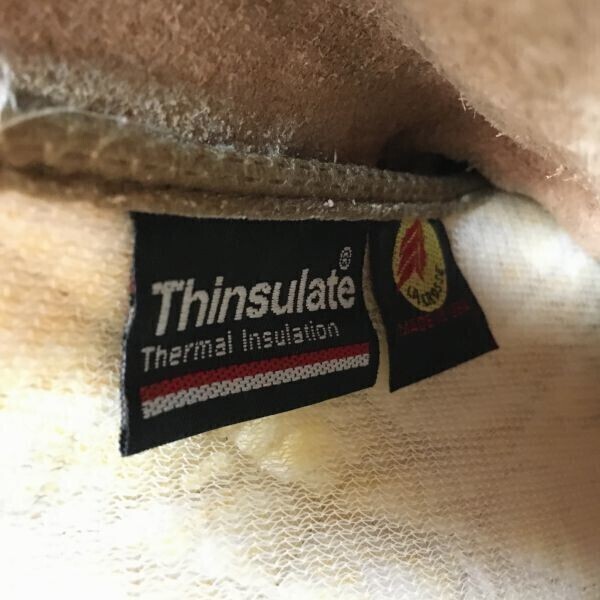 Thinsulate®
Thermal Insulation
LACROSSE
MADE IN USA